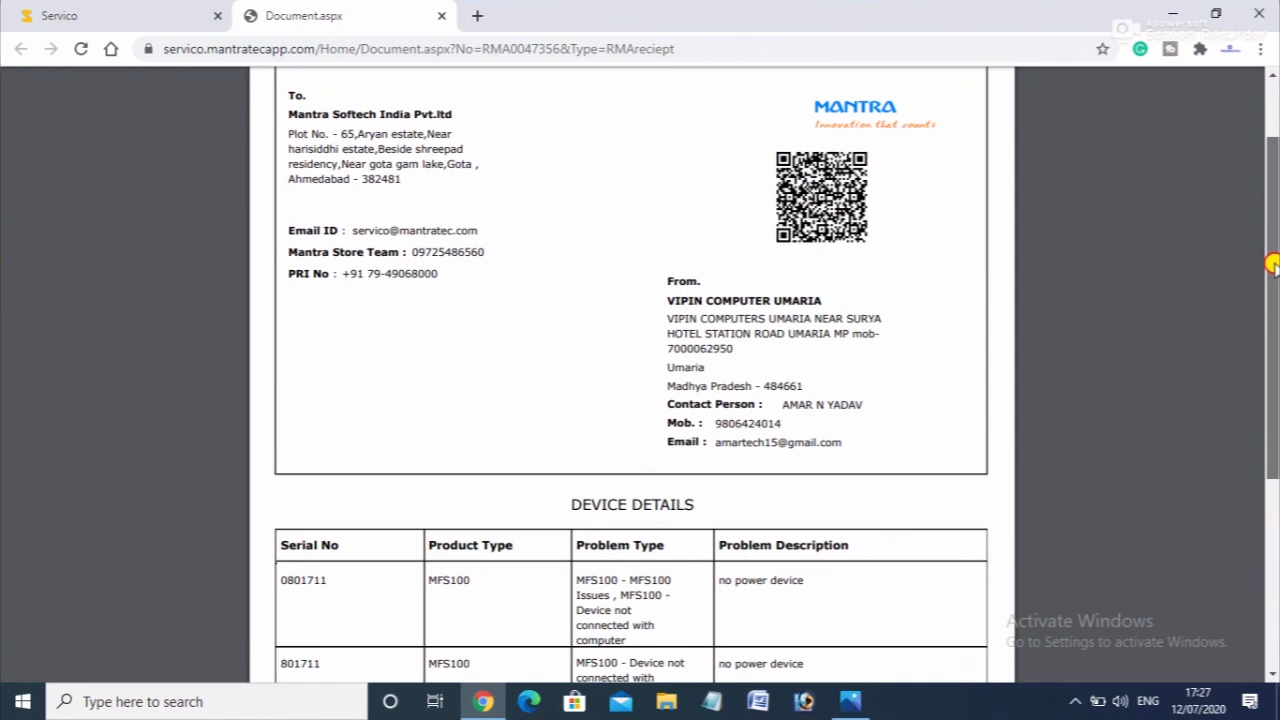 Servico
Document.aspx
Apowersoft
Screen Recorder
servico.mantratecapp.com/Home/Document.aspx?No=RMA0047356&Type=RMAreciept
To.
Mantra Softech India Pvt.ltd
Plot No. - 65,Aryan estate,Near
harisiddhi estate,Beside shreepad
residency,Near gota gam lake,Gota ,
Ahmedabad - 382481
MANTRA
Innovation that counts
Email ID : servico@mantratec.com
Mantra Store Team : 09725486560
PRI No : +91 79-49068000
From.
VIPIN COMPUTER UMARIA
VIPIN COMPUTERS UMARIA NEAR SURYA
HOTEL STATION ROAD UMARIA MP mob-
7000062950
Umaria
Madhya Pradesh - 484661
Contact Person : AMAR N YADAV
Mob. : 9806424014
Email : amartech15@gmail.com
DEVICE DETAILS
Serial No Product Type Problem Type Problem Description
0801711 MFS100 MFS100 - MFS100 no power device
Issues , MFS100 -
Device not
connected with
computer
801711 MFS100 MFS100 - Device not no power device
connected with
Activate Windows
Go to Settings to activate Windows.
Type here to search
ENG
17:27
12/07/2020